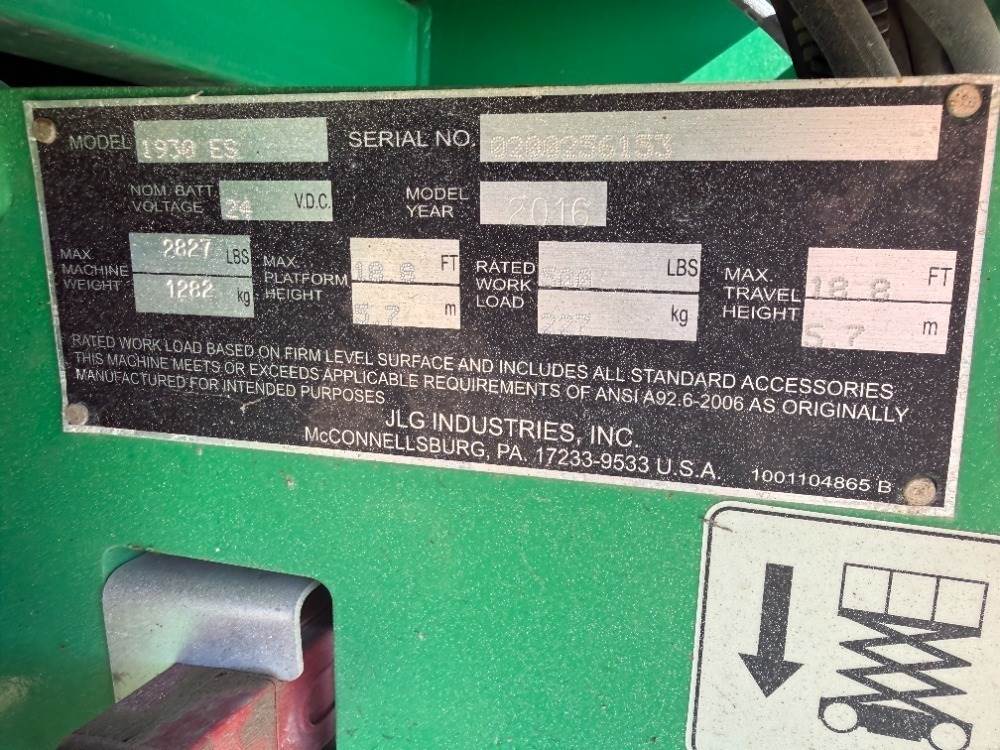 MODEL 1930 ES SERIAL NO. 0200256153
NOM. BATT. VOLTAGE 24 V.D.C. MODEL YEAR 2016
MAX. MACHINE WEIGHT 2827 LBS 1282 kg MAX. PLATFORM HEIGHT 18.8 FT 5.7 m RATED WORK LOAD 500 LBS 227 kg MAX. TRAVEL HEIGHT 18.8 FT 5.7 m
RATED WORK LOAD BASED ON FIRM LEVEL SURFACE AND INCLUDES ALL STANDARD ACCESSORIES
THIS MACHINE MEETS OR EXCEEDS APPLICABLE REQUIREMENTS OF ANSI A92.6-2006 AS ORIGINALLY
MANUFACTURED FOR INTENDED PURPOSES
JLG INDUSTRIES, INC.
McCONNELLSBURG, PA. 17233-9533 U.S.A.
1001104865 B